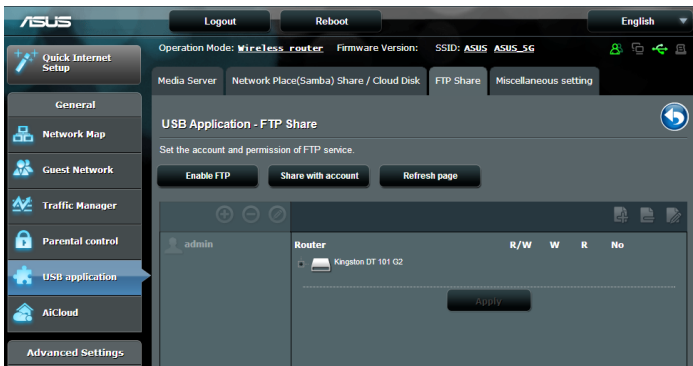 ASUS
Logout
Reboot
English
Quick Internet
Setup
Operation Mode: Wireless router Firmware Version: SSID: ASUS ASUS_5G
Media Server
Network Place(Samba) Share / Cloud Disk
FTP Share
Miscellaneous setting
General
Network Map
Guest Network
Traffic Manager
Parental control
USB application
AiCloud
Advanced Settings
USB Application - FTP Share
Set the account and permission of FTP service.
Enable FTP
Share with account
Refresh page
admin
Router R/W W R No
Kingston DT 101 G2
Apply